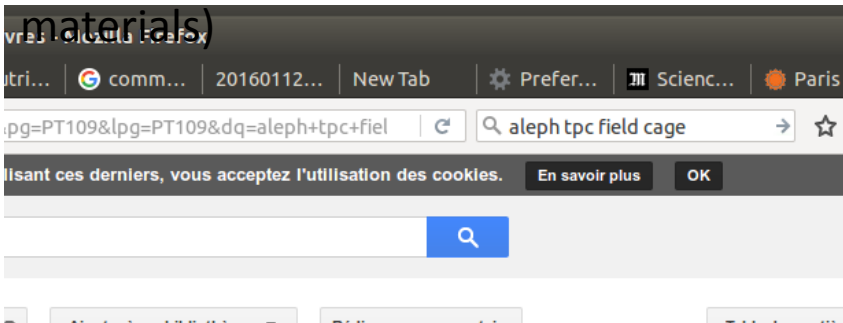 materials)
vres - Mozilla Firefox
utri... comm... 20160112... New Tab Prefer... Scienc... Paris
&pg=PT109&lpg=PT109&dq=aleph+tpc+fiel aleph tpc field cage
lisant ces derniers, vous acceptez l'utilisation des cookies. En savoir plus OK